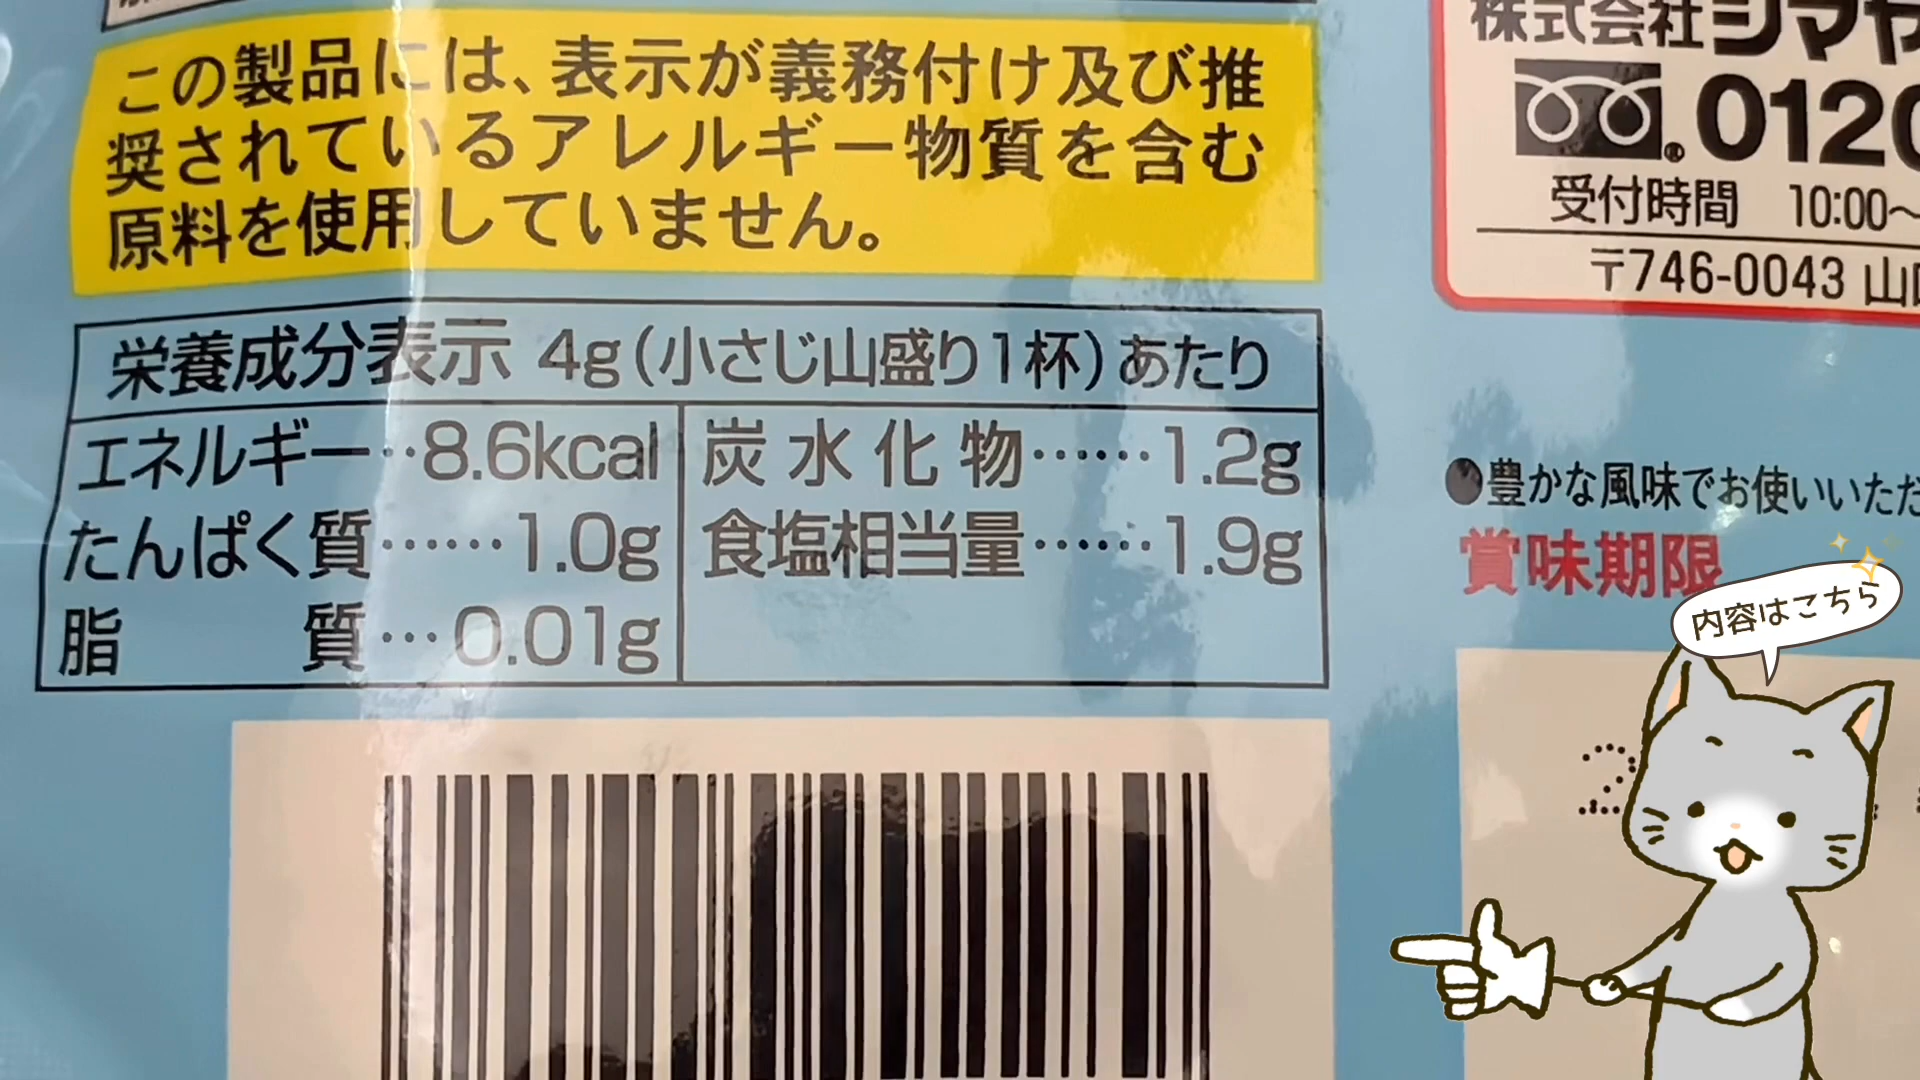 この製品には、表示が義務付け及び推
奨されているアレルギー物質を含む
原料を使用していません。
栄養成分表示 4g(小さじ山盛り1杯)あたり
エネルギー‥8.6kcal
たんぱく質……1.0g
脂質…0.01g
炭水化物……1.2g
食塩相当量……1.9g
株式会社シマヤ
0120
受付時間 10:00~
〒746-0043 山口
●豊かな風味でお使いいただ
賞味期限
内容はこちら